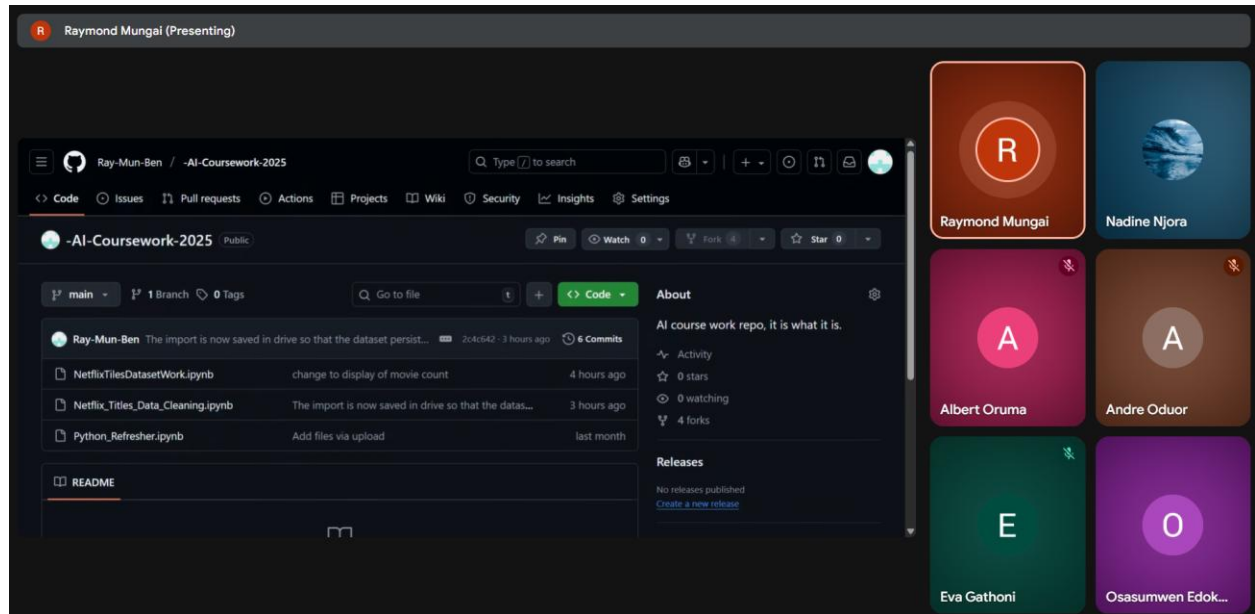 R Raymond Mungai (Presenting)
Ray-Mun-Ben / -AI-Coursework-2025
Type / to search
<> Code Issues Pull requests Actions Projects Wiki Security Insights Settings
-AI-Coursework-2025 Public
Pin Watch 0 Fork 4 Star 0
main 1 Branch 0 Tags
Go to file t
<> Code
Ray-Mun-Ben The import is now saved in drive so that the dataset persist... 2c4c642 · 3 hours ago 6 Commits
NetflixTilesDatasetWork.ipynb change to display of movie count 4 hours ago
Netflix_Titles_Data_Cleaning.ipynb The import is now saved in drive so that the datas... 3 hours ago
Python_Refresher.ipynb Add files via upload last month
README
About
AI course work repo, it is what it is.
Activity
0 stars
0 watching
4 forks
Releases
No releases published
Create a new release
R
Raymond Mungai
Nadine Njora
A
Albert Oruma
A
Andre Oduor
E
Eva Gathoni
O
Osasumwen Edok...